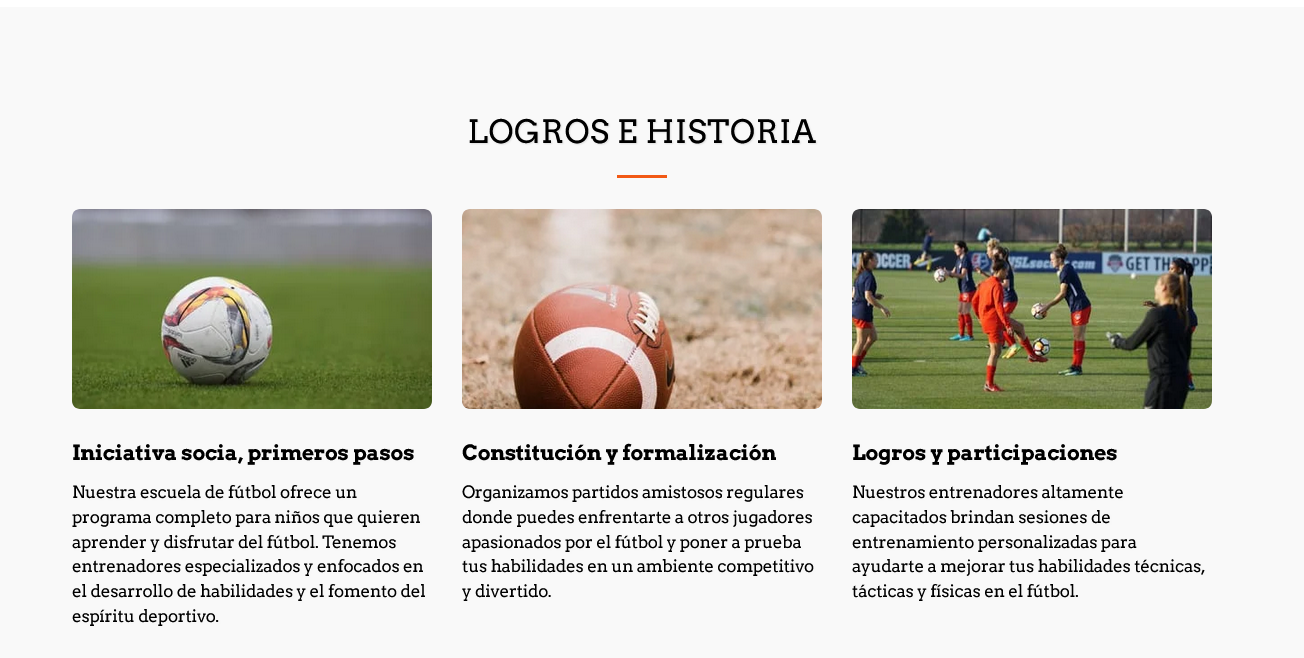 LOGROS E HISTORIA
SOCCER
NWSLsoccer.com
GET THE APP
Iniciativa socia, primeros pasos
Nuestra escuela de fútbol ofrece un
programa completo para niños que quieren
aprender y disfrutar del fútbol. Tenemos
entrenadores especializados y enfocados en
el desarrollo de habilidades y el fomento del
espíritu deportivo.
Constitución y formalización
Organizamos partidos amistosos regulares
donde puedes enfrentarte a otros jugadores
apasionados por el fútbol y poner a prueba
tus habilidades en un ambiente competitivo
y divertido.
Logros y participaciones
Nuestros entrenadores altamente
capacitados brindan sesiones de
entrenamiento personalizadas para
ayudarte a mejorar tus habilidades técnicas,
tácticas y físicas en el fútbol.